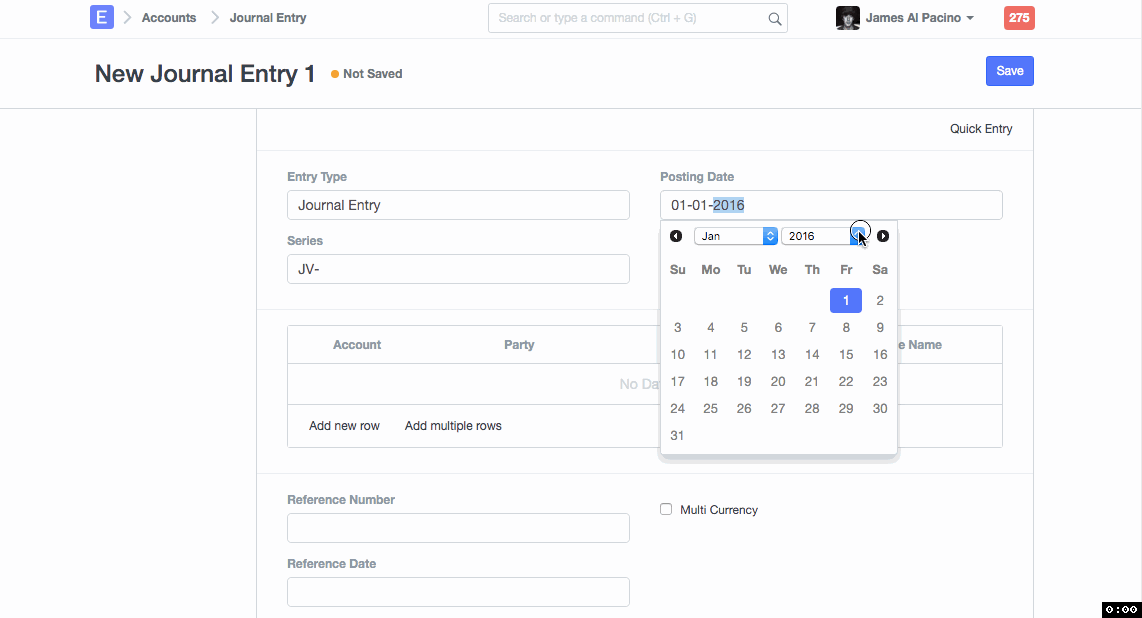 E Accounts Journal Entry Search or type a command (Ctrl + G) James Al Pacino 275
New Journal Entry 1 Not Saved Save
Quick Entry
Entry Type
Journal Entry
Series
JV-
Posting Date
01-01-2016
Jan 2016
Su Mo Tu We Th Fr Sa
1 2
3 4 5 6 7 8 9
10 11 12 13 14 15 16
17 18 19 20 21 22 23
24 25 26 27 28 29 30
31
Account Party e Name
No Da
Add new row Add multiple rows
Reference Number
Multi Currency
Reference Date
0:00